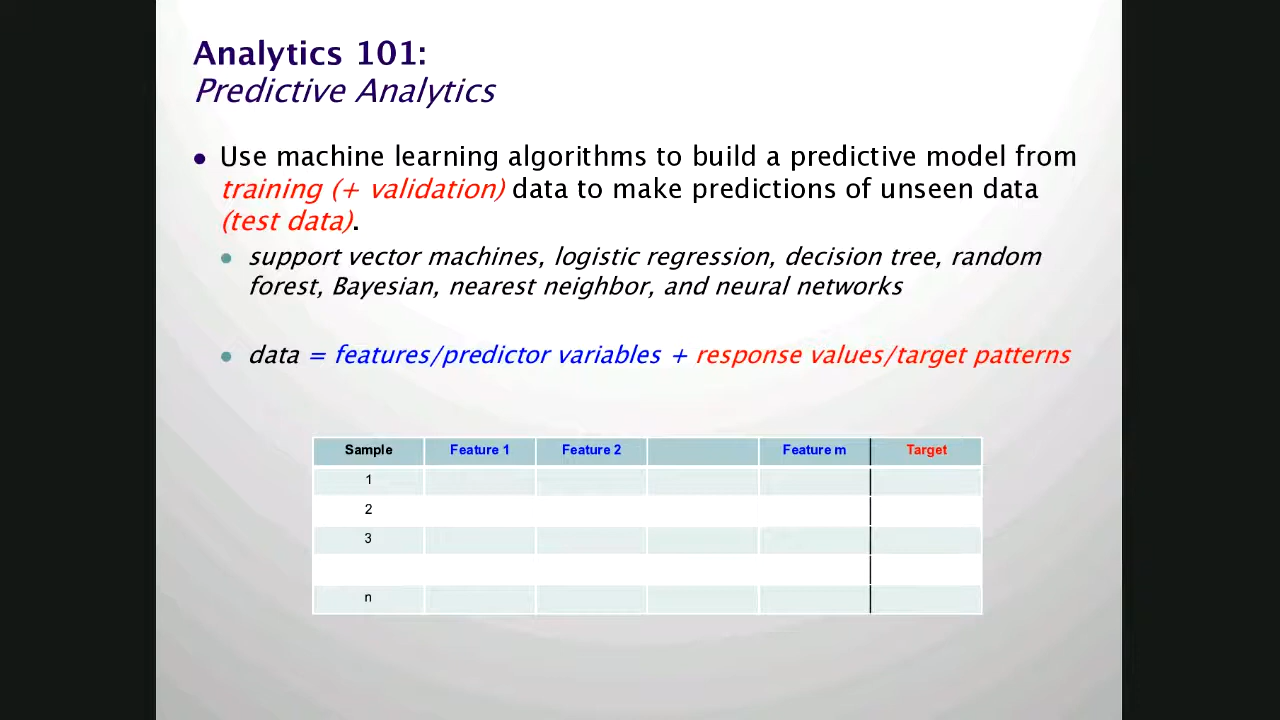 Analytics 101:
Predictive Analytics
Use machine learning algorithms to build a predictive model from
training (+ validation) data to make predictions of unseen data
(test data).
support vector machines, logistic regression, decision tree, random
forest, Bayesian, nearest neighbor, and neural networks
data = features/predictor variables + response values/target patterns
Sample Feature 1 Feature 2 Feature m Target
1
2
3
n